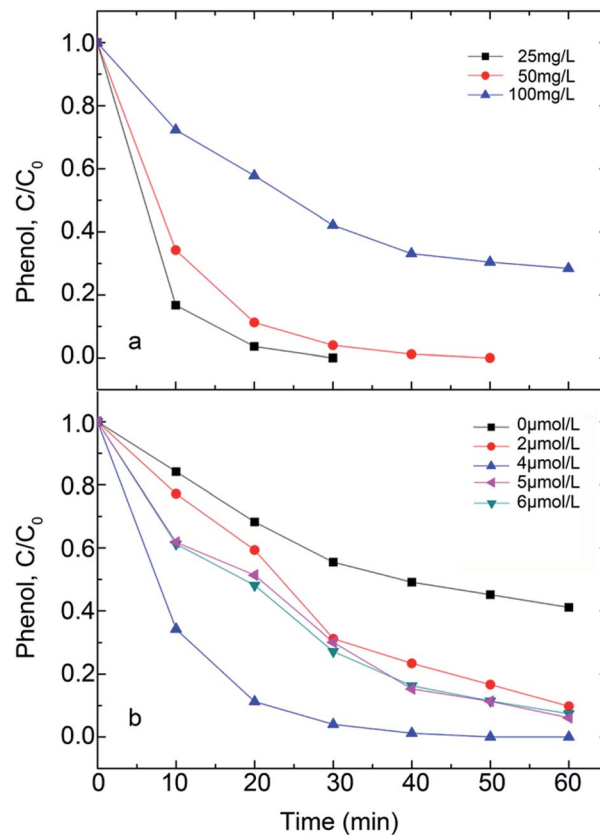 1.0
0.8
0.6
0.4
0.2
0.0
Phenol, C/C₀
25mg/L
50mg/L
100mg/L
a
1.0
0.8
0.6
0.4
0.2
0.0
Phenol, C/C₀
0µmol/L
2µmol/L
4µmol/L
5µmol/L
6µmol/L
b
0 10 20 30 40 50 60
Time (min)